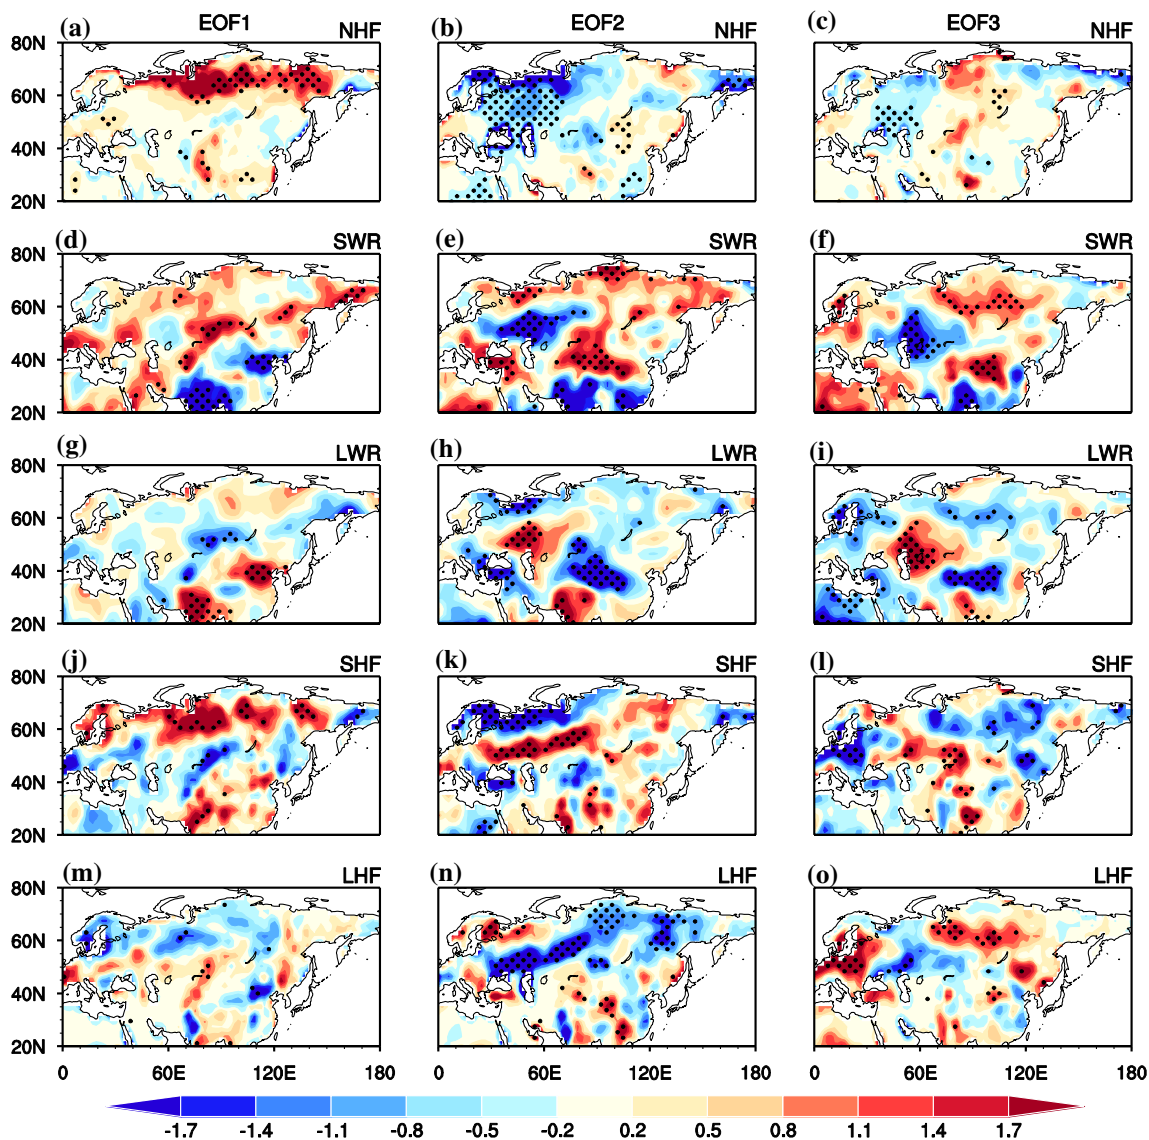 EOF1 EOF2 EOF3
(a) NHF (b) NHF (c) NHF
80N
60N
40N
20N
(d) SWR (e) SWR (f) SWR
80N
60N
40N
20N
(g) LWR (h) LWR (i) LWR
80N
60N
40N
20N
(j) SHF (k) SHF (l) SHF
80N
60N
40N
20N
(m) LHF (n) LHF (o) LHF
80N
60N
40N
20N
0 60E 120E 180 0 60E 120E 180 0 60E 120E 180
-1.7 -1.4 -1.1 -0.8 -0.5 -0.2 0.2 0.5 0.8 1.1 1.4 1.7